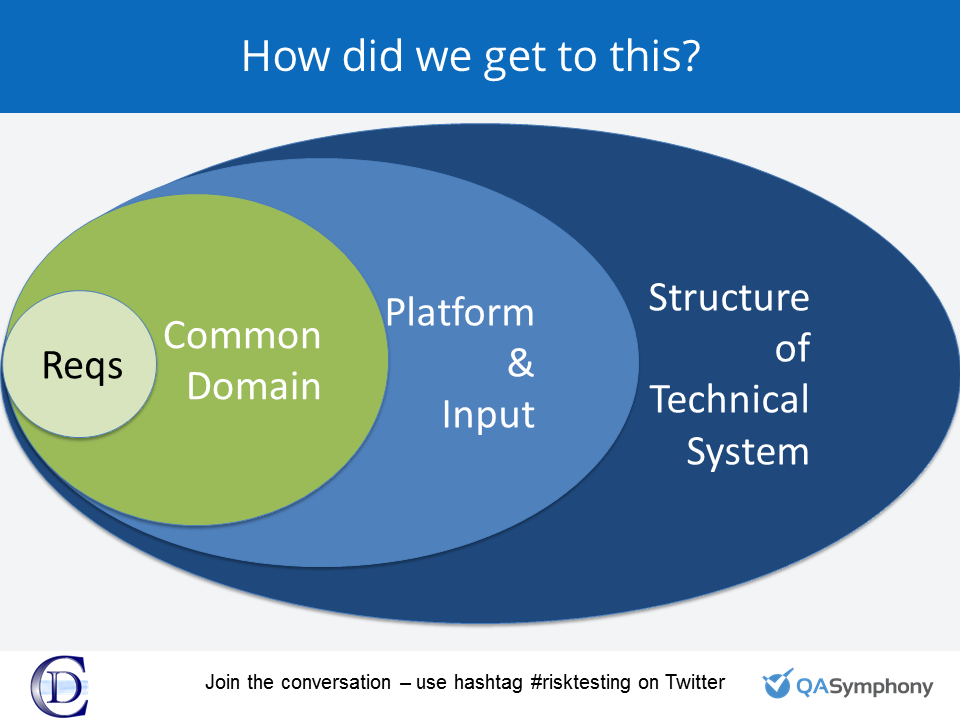 How did we get to this?
Reqs
Common
Domain
Platform
&
Input
Structure
of
Technical
System
CD
Join the conversation – use hashtag #risktesting on Twitter
QASymphony